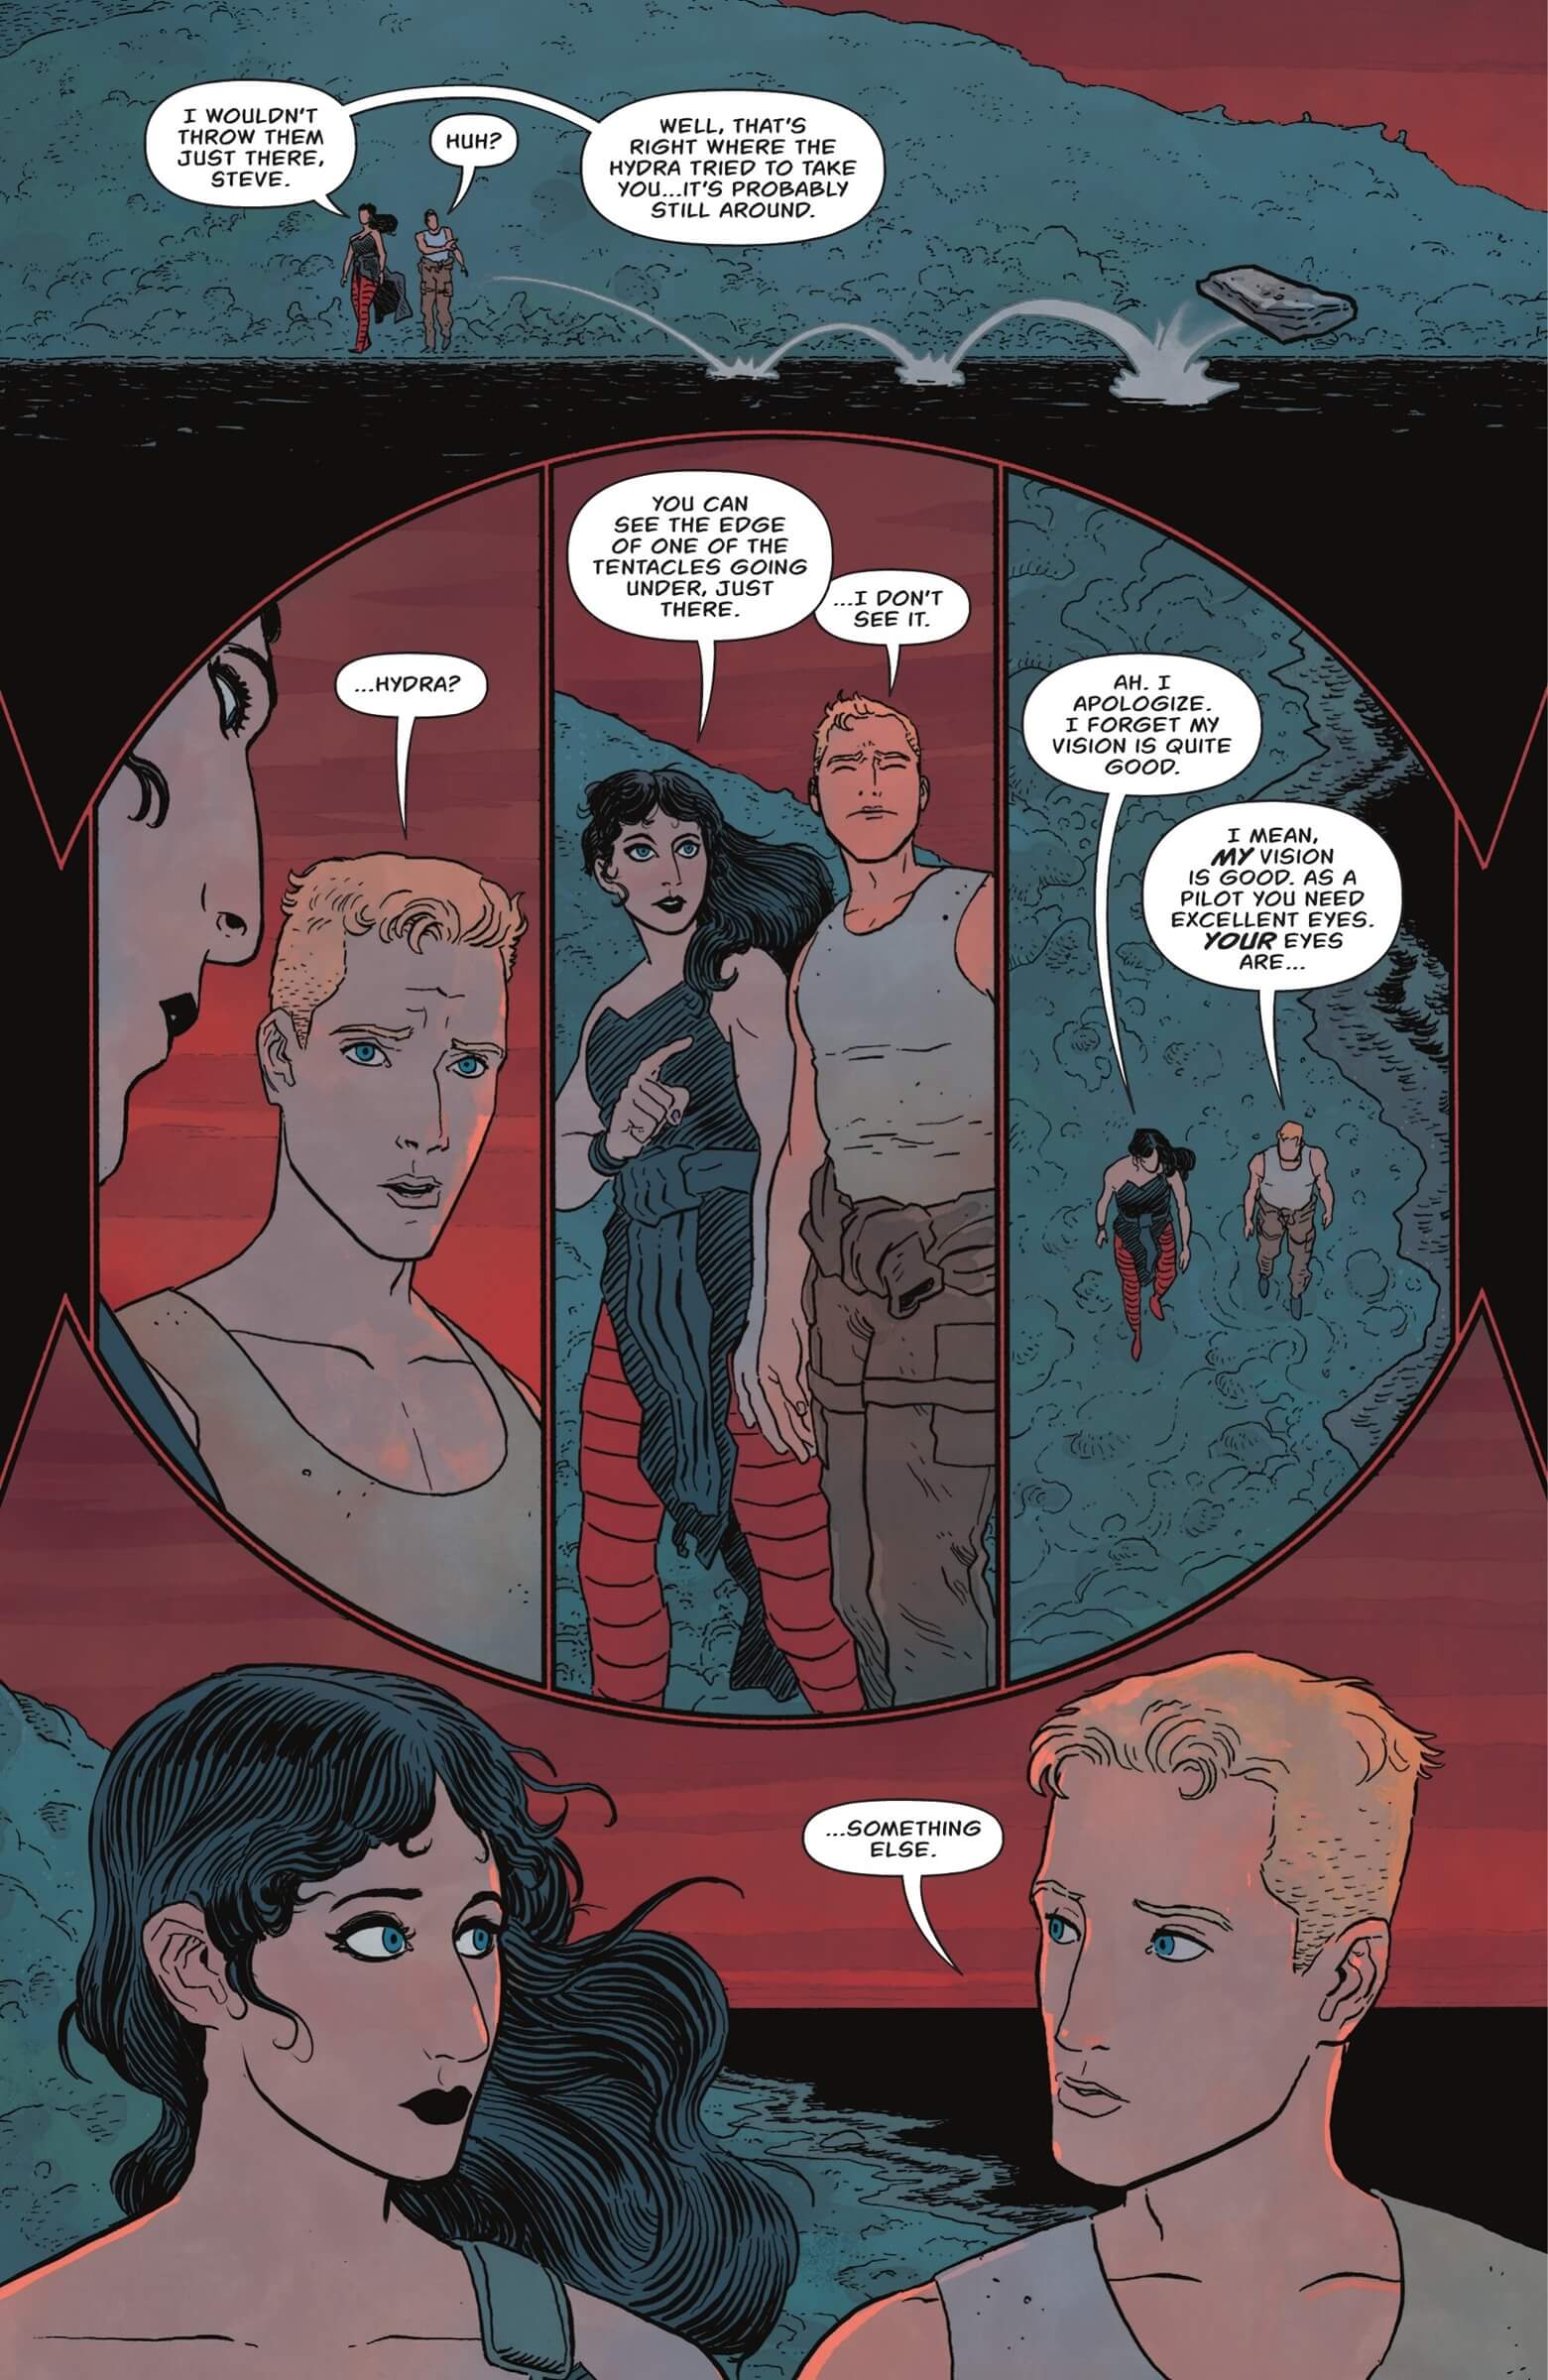 I WOULDN'T
THROW THEM
JUST THERE,
STEVE.
HUH?
WELL, THAT'S
RIGHT WHERE THE
HYDRA TRIED TO TAKE
YOU...IT'S PROBABLY
STILL AROUND.
...HYDRA?
YOU CAN
SEE THE EDGE
OF ONE OF THE
TENTACLES GOING
UNDER, JUST
THERE.
...I DON'T
SEE IT.
AH. I
APOLOGIZE.
I FORGET MY
VISION IS QUITE
GOOD.
I MEAN,
MY VISION
IS GOOD. AS A
PILOT YOU NEED
EXCELLENT EYES.
YOUR EYES
ARE...
...SOMETHING
ELSE.